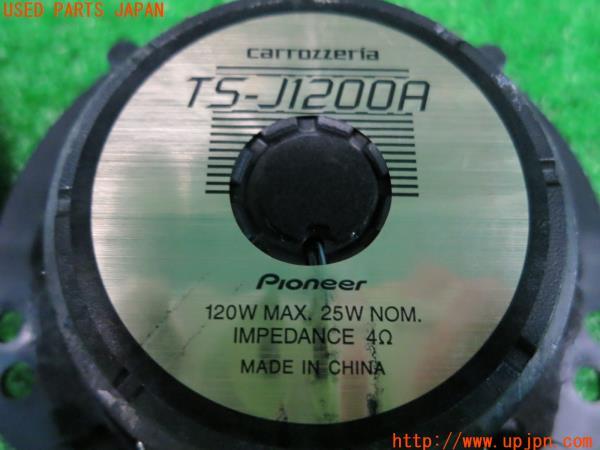 USED PARTS JAPAN
carrozzeria
TS-J1200A
Pioneer
120W MAX. 25W NOM.
IMPEDANCE 4Ω
MADE IN CHINA
http://www.upjpn.com